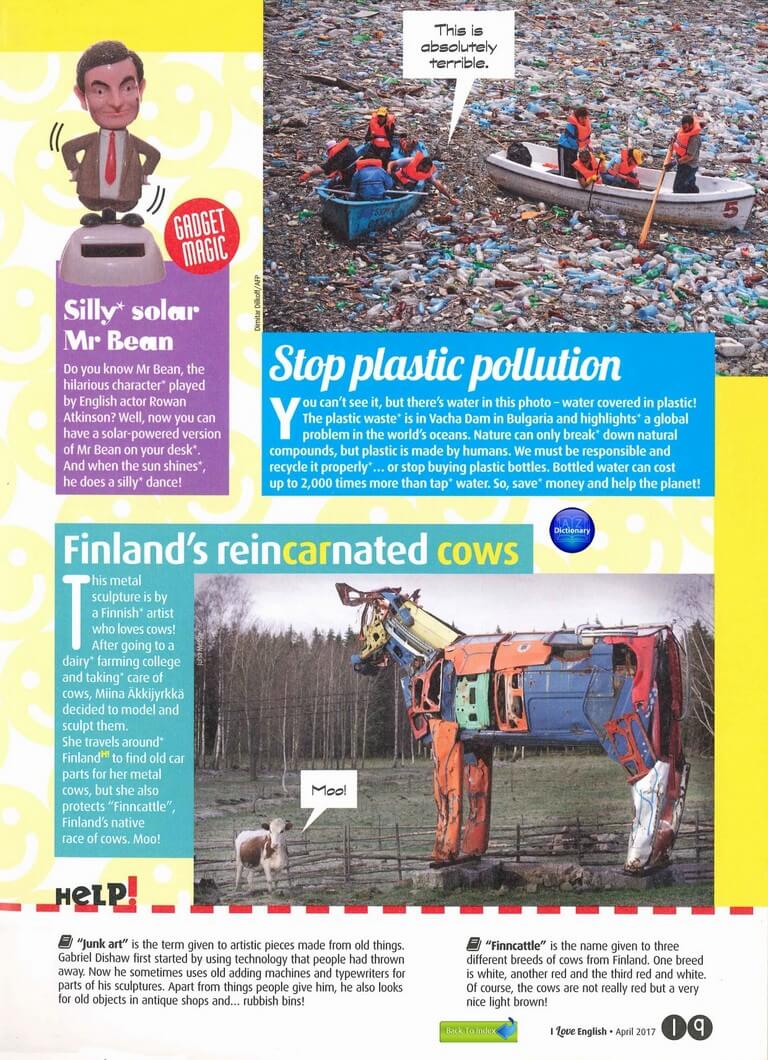 This is
absolutely
terrible.
GADGET
MAGIC
Dimitar Dilkoff/AFP
5
Silly* solar
Mr Bean
Do you know Mr Bean, the
hilarious character* played
by English actor Rowan
Atkinson? Well, now you can
have a solar-powered version
of Mr Bean on your desk*.
And when the sun shines*,
he does a silly* dance!
Stop plastic pollution
You can't see it, but there's water in this photo – water covered in plastic!
The plastic waste* is in Vacha Dam in Bulgaria and highlights* a global
problem in the world's oceans. Nature can only break* down natural
compounds, but plastic is made by humans. We must be responsible and
recycle it properly*... or stop buying plastic bottles. Bottled water can cost
up to 2,000 times more than tap* water. So, save* money and help the planet!
A-Z
Dictionary
Finland's reincarnated cows
This metal
sculpture is by
a Finnish* artist
who loves cows!
After going to a
dairy* farming college
and taking* care of
cows, Miina Äkkijyrkkä
decided to model and
sculpt them.
She travels around*
Finland H! to find old car
parts for her metal
cows, but she also
protects "Finncattle",
Finland's native
race of cows. Moo!
Moo!
HeLP!
"Junk art" is the term given to artistic pieces made from old things.
Gabriel Dishaw first started by using technology that people had thrown
away. Now he sometimes uses old adding machines and typewriters for
parts of his sculptures. Apart from things people give him, he also looks
for old objects in antique shops and... rubbish bins!
"Finncattle" is the name given to three
different breeds of cows from Finland. One breed
is white, another red and the third red and white.
Of course, the cows are not really red but a very
nice light brown!
Back To Index
I Love English • April 2017 19